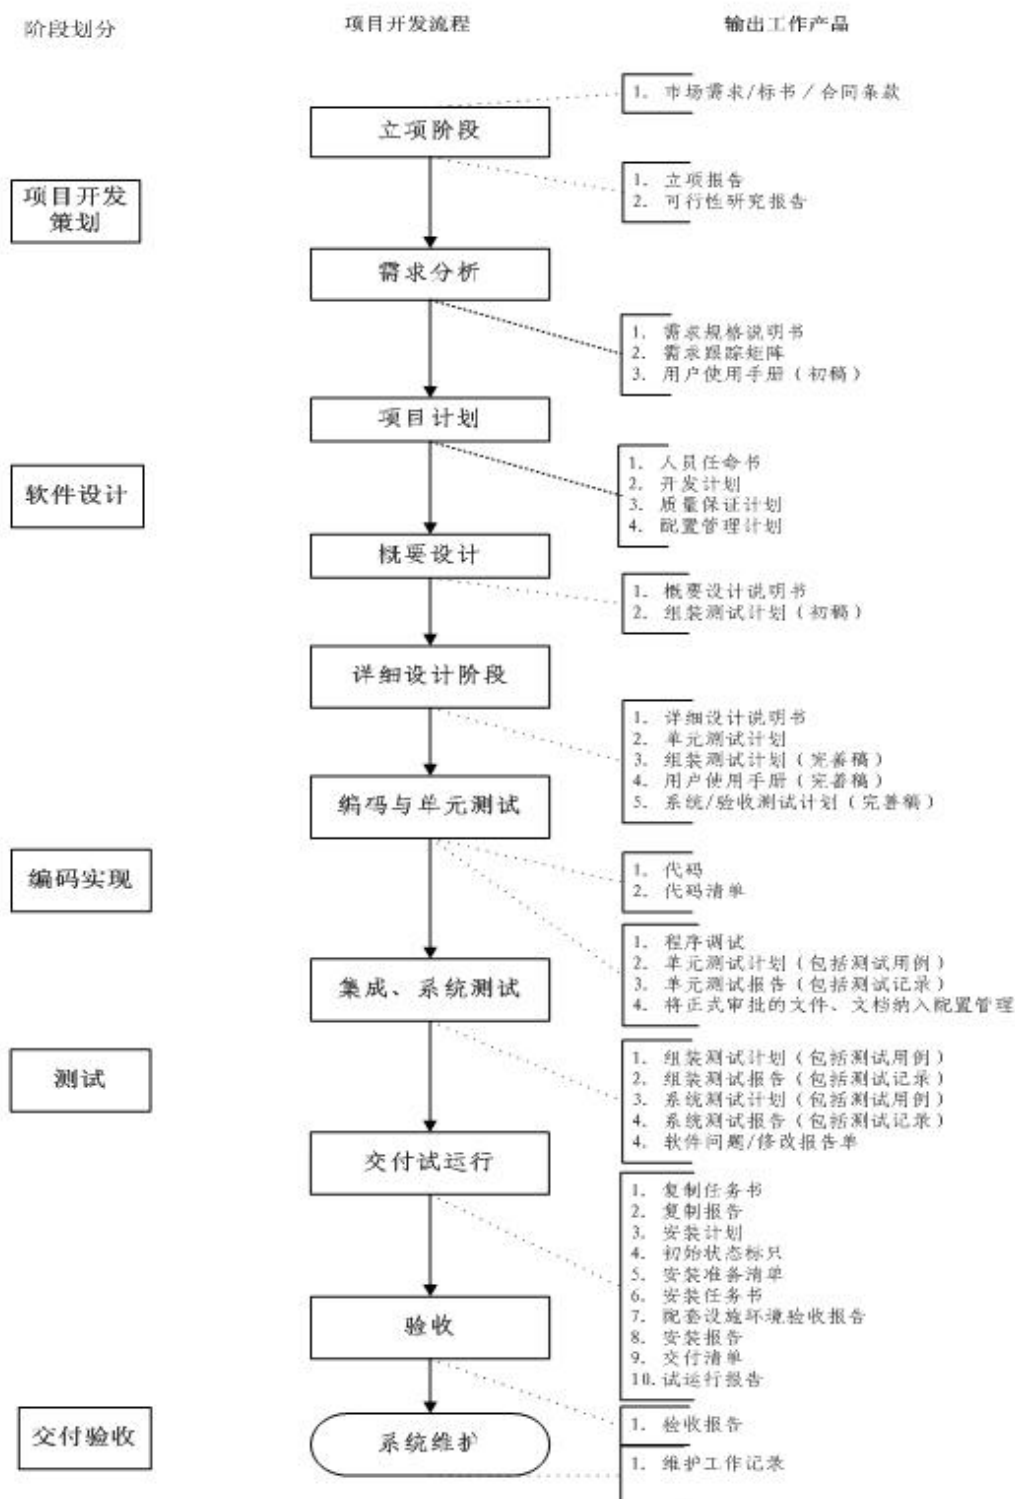 阶段划分
项目开发流程
输出工作产品
1. 市场需求/标书/合同条款
立项阶段
1. 立项报告
2. 可行性研究报告
项目开发
策划
需求分析
1. 需求规格说明书
2. 需求跟踪矩阵
3. 用户使用手册（初稿）
项目计划
1. 人员任命书
2. 开发计划
3. 质量保证计划
4. 配置管理计划
软件设计
概要设计
1. 概要设计说明书
2. 组装测试计划（初稿）
详细设计阶段
1. 详细设计说明书
2. 单元测试计划
3. 组装测试计划（完善稿）
4. 用户使用手册（完善稿）
5. 系统/验收测试计划（完善稿）
编码与单元测试
编码实现
1. 代码
2. 代码清单
1. 程序调试
2. 单元测试计划（包括测试用例）
3. 单元测试报告（包括测试记录）
4. 将正式审批的文件、文档纳入配置管理
集成、系统测试
测试
1. 组装测试计划（包括测试用例）
2. 组装测试报告（包括测试记录）
3. 系统测试计划（包括测试用例）
4. 系统测试报告（包括测试记录）
4. 软件问题/修改报告单
交付试运行
1. 复制任务书
2. 复制报告
3. 安装计划
4. 初始状态标只
5. 安装准备清单
6. 安装任务书
7. 配套设施环境验收报告
8. 安装报告
9. 交付清单
10. 试运行报告
验收
交付验收
1. 验收报告
系统维护
1. 维护工作记录